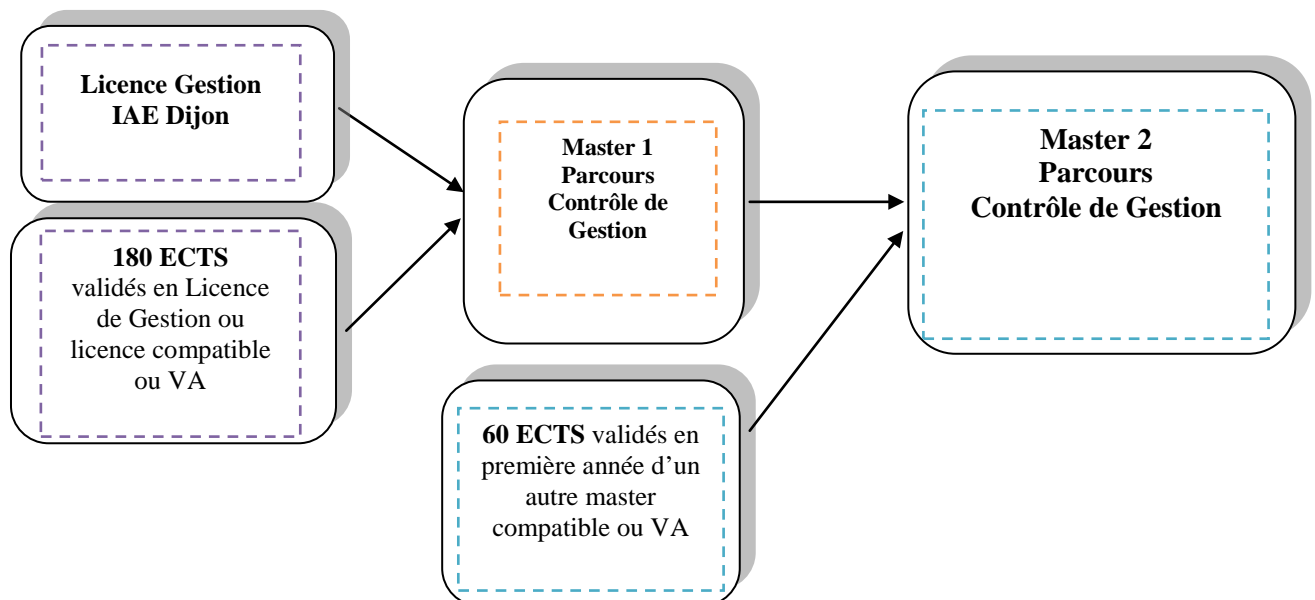 Licence Gestion
IAE Dijon
180 ECTS
validés en Licence
de Gestion ou
licence compatible
ou VA
Master 1
Parcours
Contrôle de
Gestion
60 ECTS validés en
première année d’un
autre master
compatible ou VA
Master 2
Parcours
Contrôle de Gestion